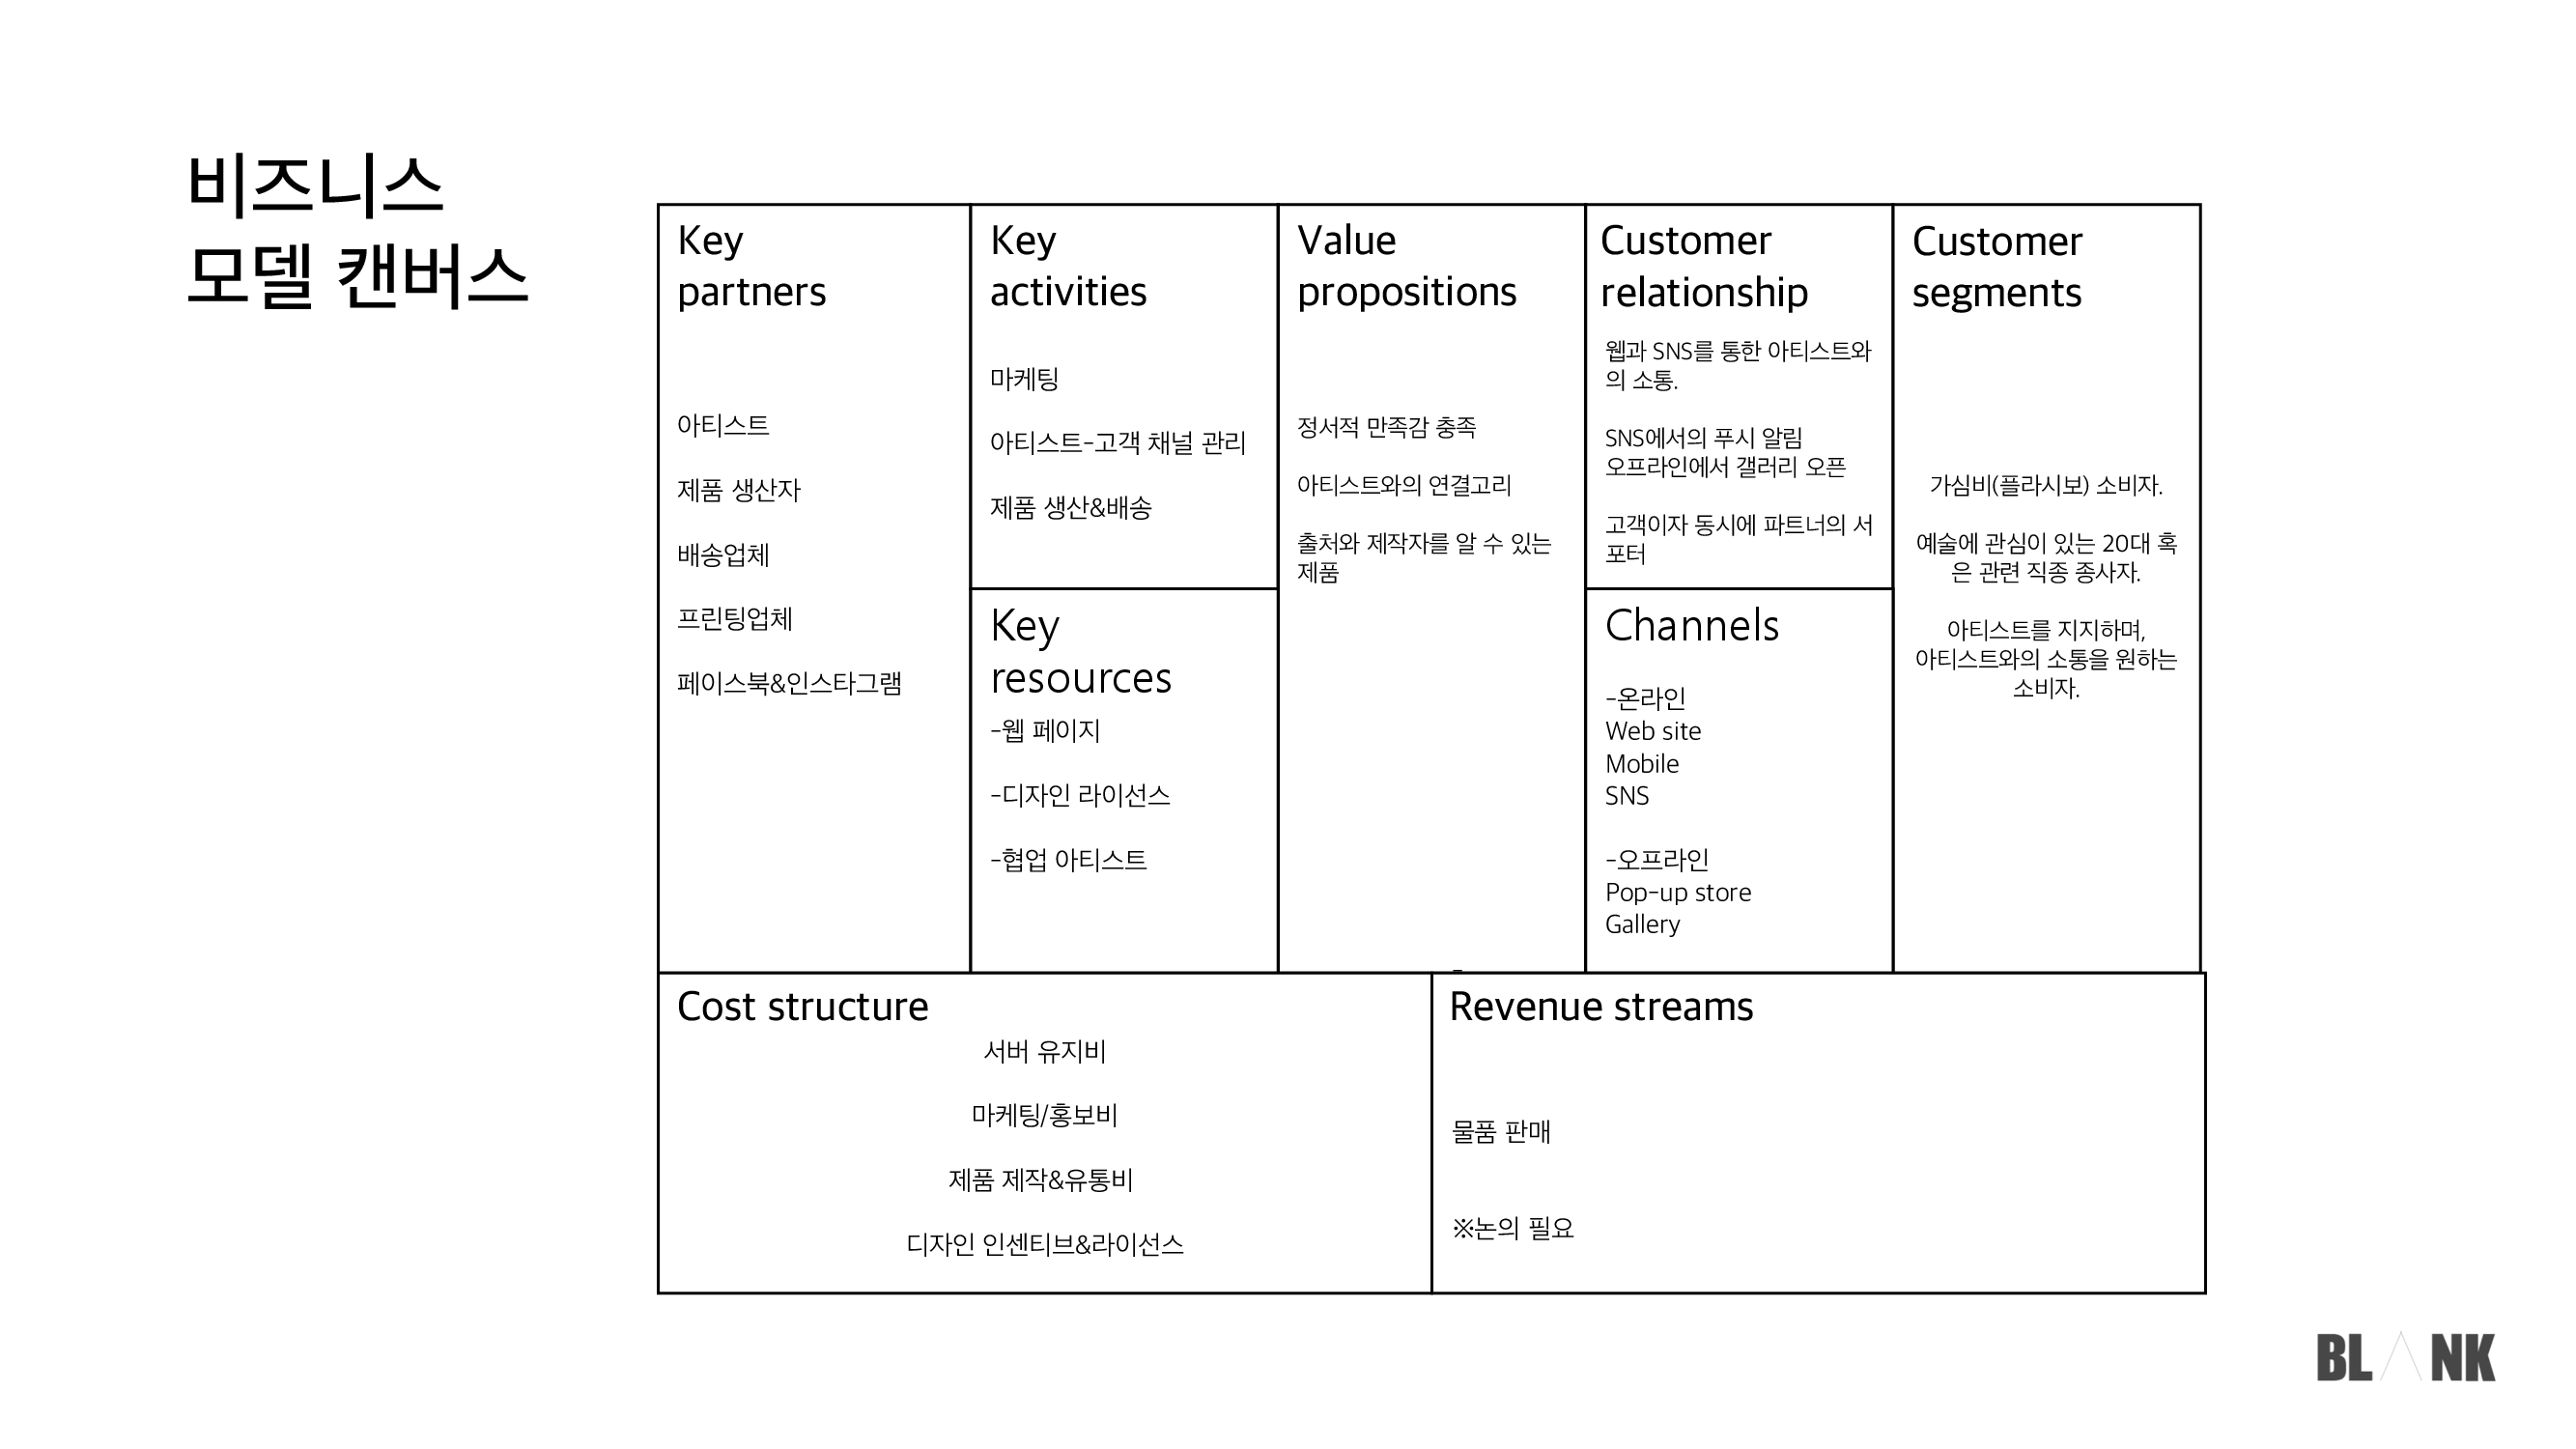 비즈니스
모델 캔버스
Key
partners
아티스트
제품 생산자
배송업체
프린팅업체
페이스북&인스타그램
Key
activities
마케팅
아티스트-고객 채널 관리
제품 생산&배송
Key
resources
-웹 페이지
-디자인 라이선스
-협업 아티스트
Value
propositions
정서적 만족감 충족
아티스트와의 연결고리
출처와 제작자를 알 수 있는
제품
Customer
relationship
웹과 SNS를 통한 아티스트와
의 소통.
SNS에서의 푸시 알림
오프라인에서 갤러리 오픈
고객이자 동시에 파트너의 서
포터
Channels
-온라인
Web site
Mobile
SNS
-오프라인
Pop-up store
Gallery
Customer
segments
가심비(플라시보) 소비자.
예술에 관심이 있는 20대 혹
은 관련 직종 종사자.
아티스트를 지지하며,
아티스트와의 소통을 원하는
소비자.
Cost structure
서버 유지비
마케팅/홍보비
제품 제작&유통비
디자인 인센티브&라이선스
Revenue streams
물품 판매
※논의 필요
BLANK